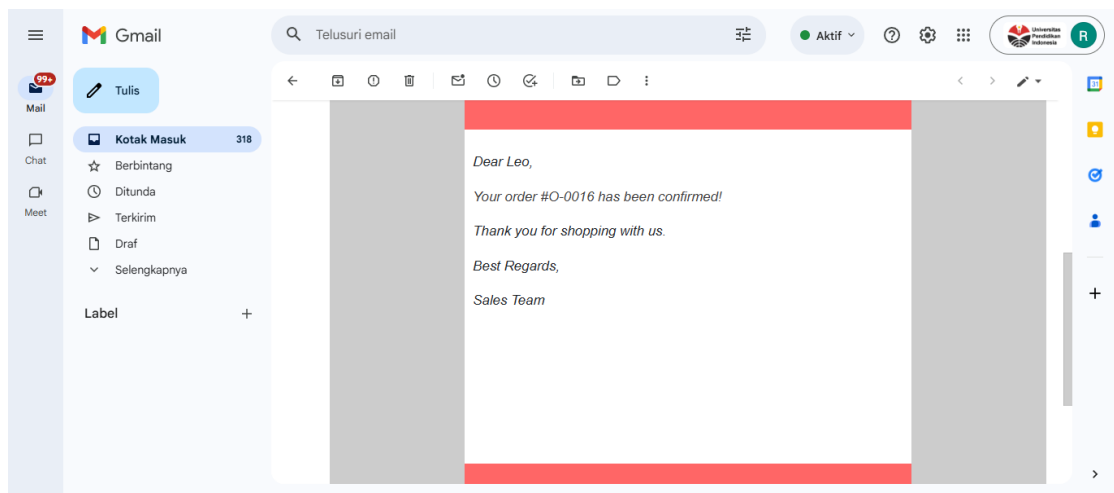 Gmail
Telusuri email
Aktif
Universitas
Pendidikan
Indonesia
R
99+
Mail
Chat
Meet
Tulis
Kotak Masuk 318
Berbintang
Ditunda
Terkirim
Draf
Selengkapnya
Label
31
Dear Leo,
Your order #O-0016 has been confirmed!
Thank you for shopping with us.
Best Regards,
Sales Team